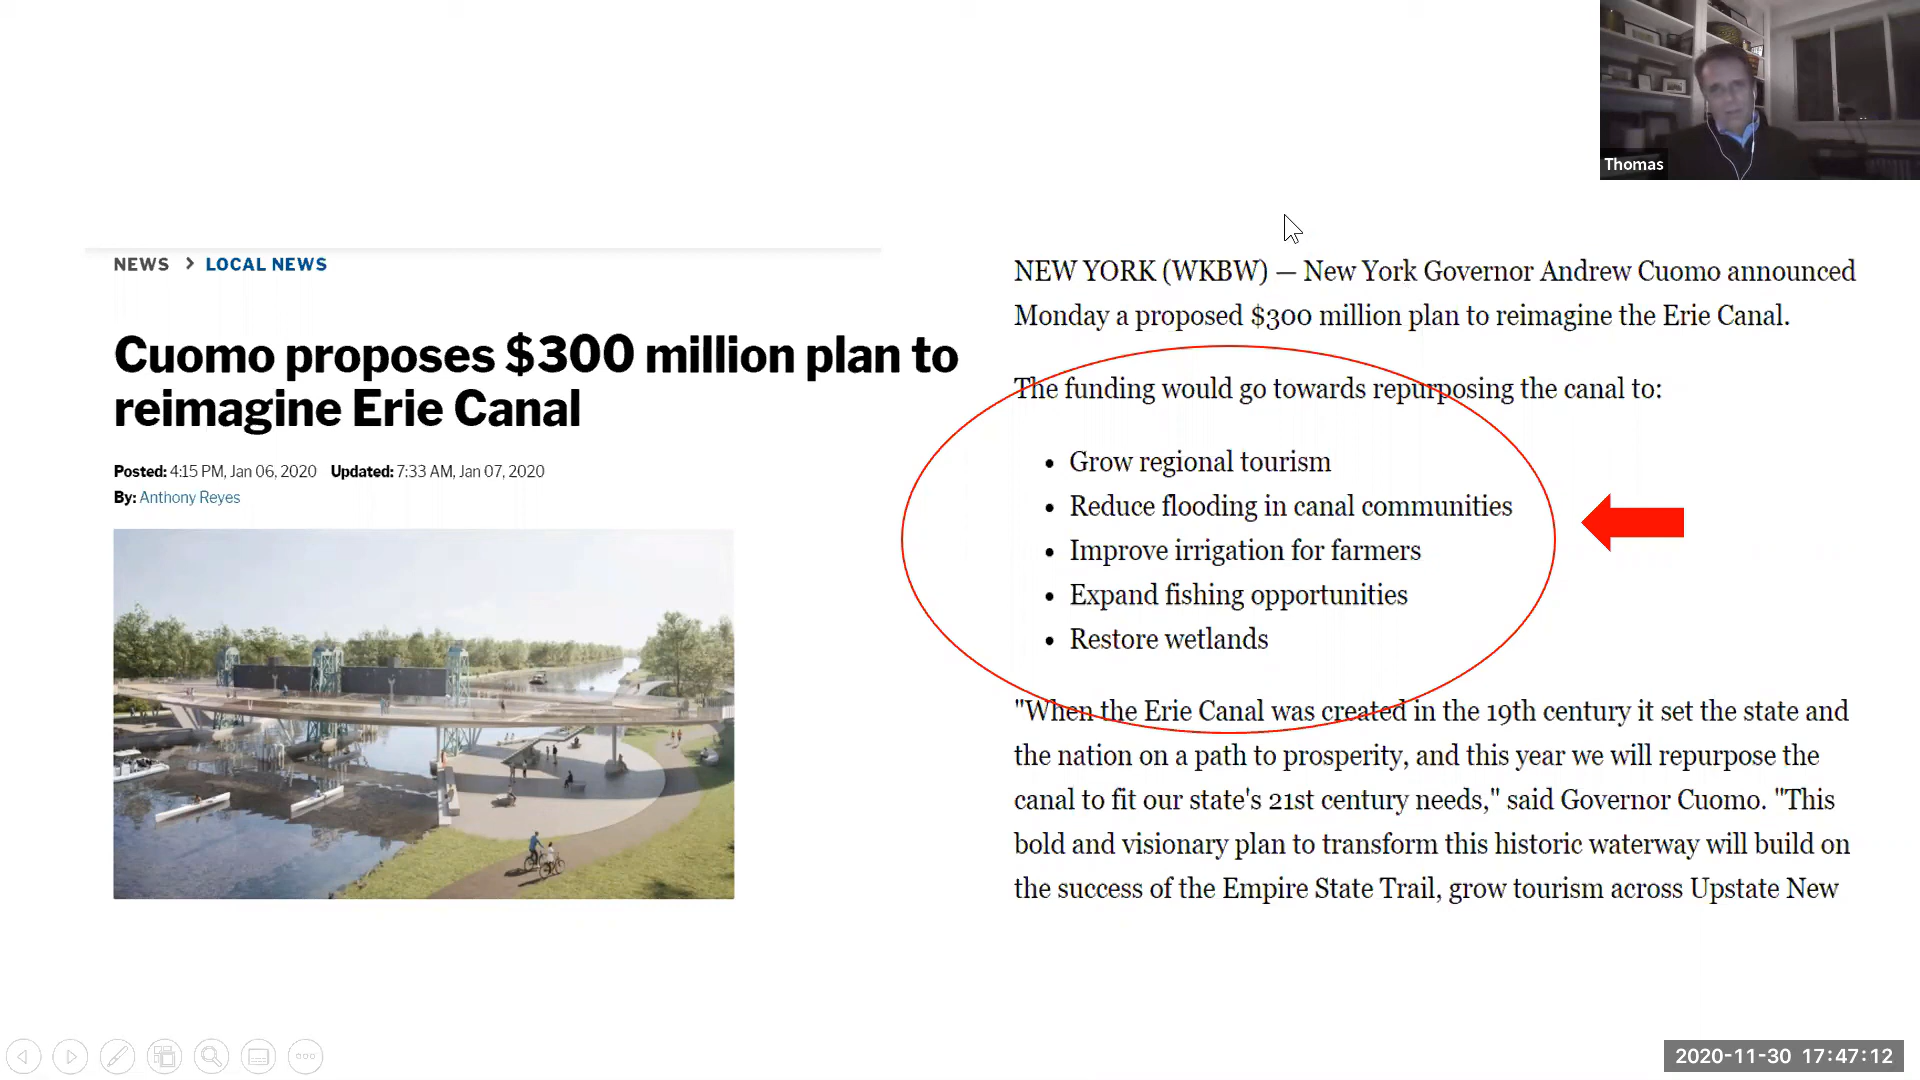 Thomas
NEWS > LOCAL NEWS
Cuomo proposes $300 million plan to
reimagine Erie Canal
Posted: 4:15 PM, Jan 06, 2020 Updated: 7:33 AM, Jan 07, 2020
By: Anthony Reyes
NEW YORK (WKBW) — New York Governor Andrew Cuomo announced
Monday a proposed $300 million plan to reimagine the Erie Canal.
The funding would go towards repurposing the canal to:
• Grow regional tourism
• Reduce flooding in canal communities
• Improve irrigation for farmers
• Expand fishing opportunities
• Restore wetlands
"When the Erie Canal was created in the 19th century it set the state and
the nation on a path to prosperity, and this year we will repurpose the
canal to fit our state's 21st century needs," said Governor Cuomo. "This
bold and visionary plan to transform this historic waterway will build on
the success of the Empire State Trail, grow tourism across Upstate New
2020-11-30 17:47:12